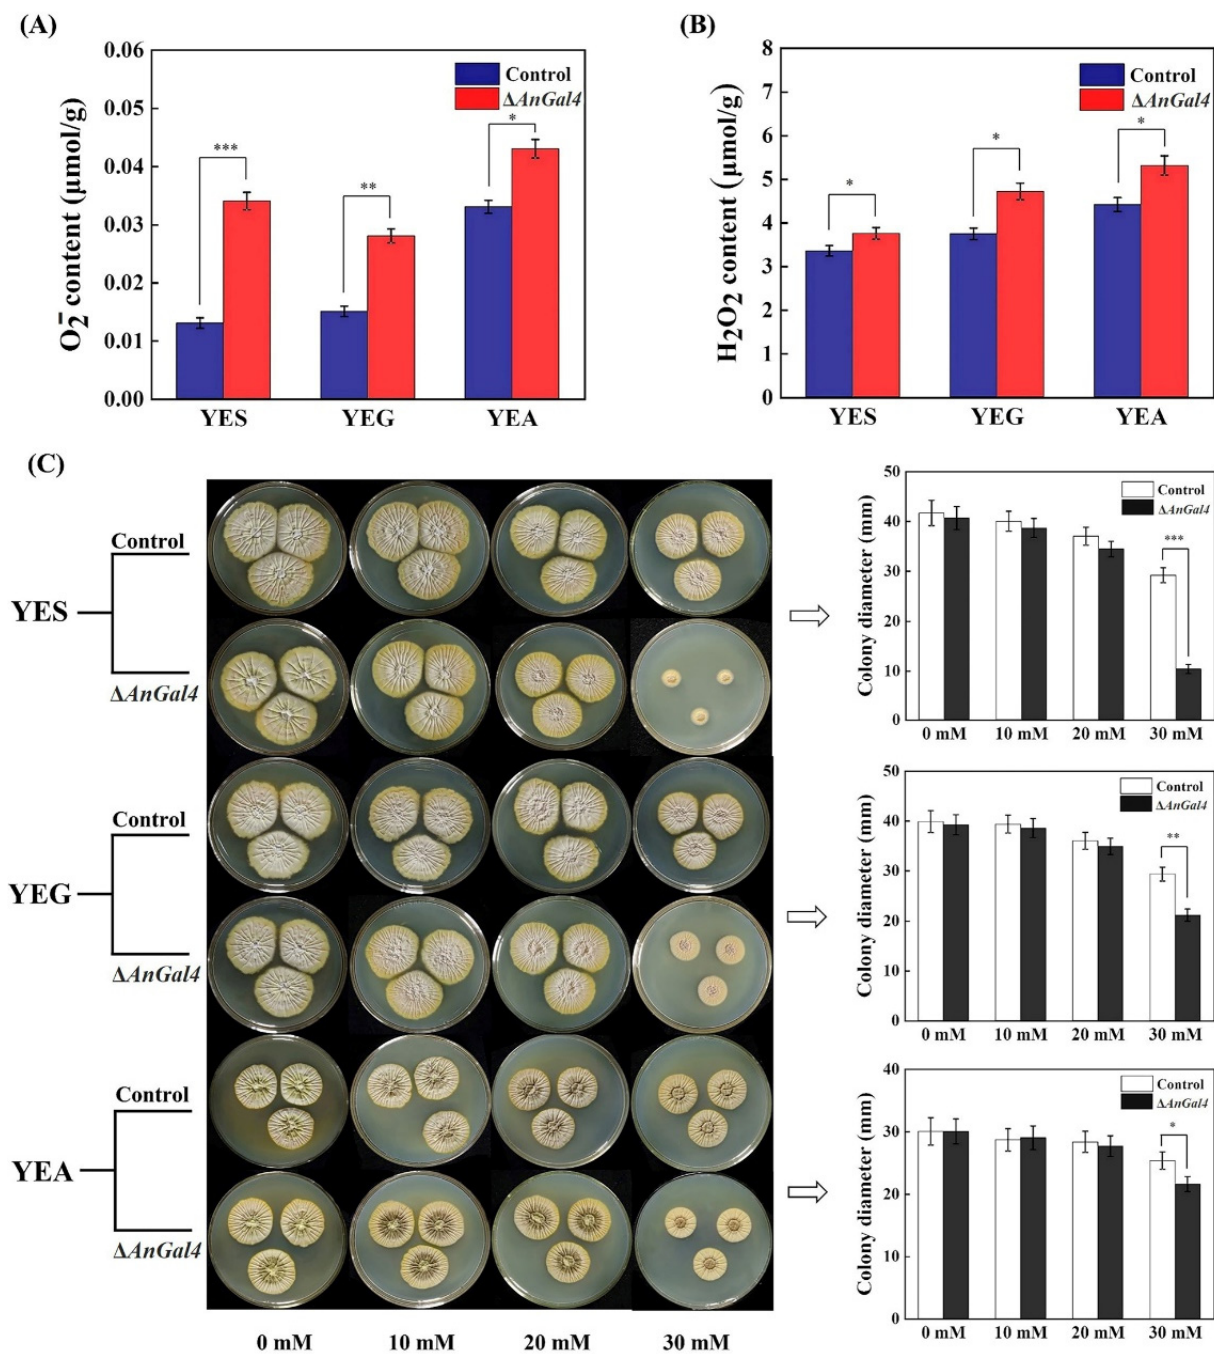 (A)
0.06
0.05
0.04
0.03
0.02
0.01
0.00
O₂⁻ content (μmol/g)
Control
ΔAnGal4
***
**
*
YES YEG YEA
(B)
8
7
6
5
4
3
2
1
0
H₂O₂ content (μmol/g)
Control
ΔAnGal4
*
*
*
YES YEG YEA
(C)
YES
Control
ΔAnGal4
YEG
Control
ΔAnGal4
YEA
Control
ΔAnGal4
0 mM 10 mM 20 mM 30 mM
50
40
30
20
10
0
Colony diameter (mm)
Control
ΔAnGal4
***
0 mM 10 mM 20 mM 30 mM
50
40
30
20
10
0
Colony diameter (mm)
Control
ΔAnGal4
**
0 mM 10 mM 20 mM 30 mM
40
30
20
10
0
Colony diameter (mm)
Control
ΔAnGal4
*
0 mM 10 mM 20 mM 30 mM